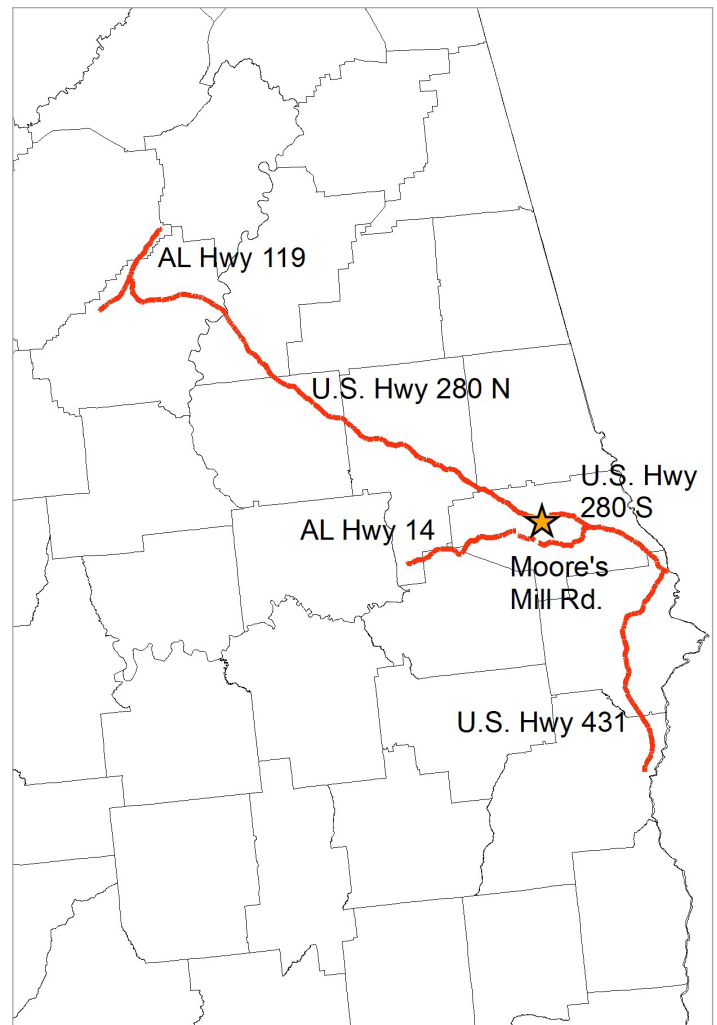 AL Hwy 119
U.S. Hwy 280 N
U.S. Hwy
280 S
AL Hwy 14
Moore's
Mill Rd.
U.S. Hwy 431